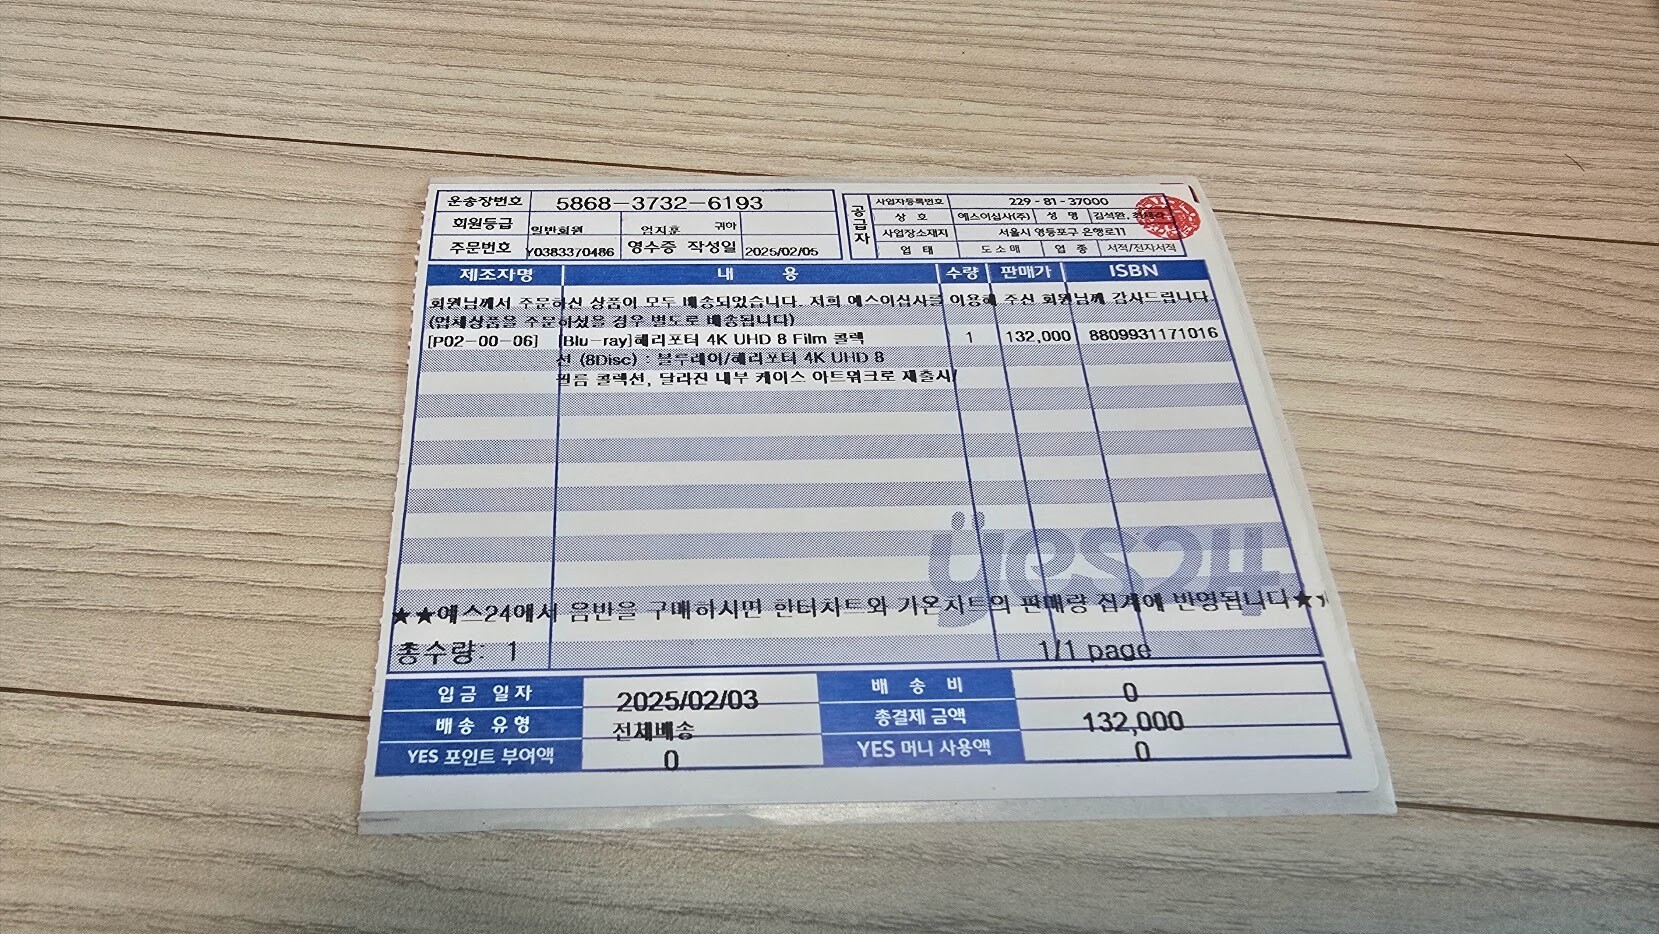 운송장번호 5868-3732-6193
회원등급 일반회원 엄지훈 귀하
주문번호 Y0383370486 영수증 작성일 2025/02/05
공급자
사업자등록번호 229-81-37000
상호 예스이십사(주) 성명 김석환,
사업장소재지 서울시 영등포구 은행로11
업태 도소매 업종 서적/전자서적
제조자명 내 용 수량 판매가 ISBN
회원님께서 주문하신 상품이 모두 배송되었습니다. 저희 예스이십사를 이용해 주신 회원님께 감사드립니다.
(업체상품을 주문하셨을 경우 별도로 배송됩니다)
[P02-00-06] [Blu-ray]해리포터 4K UHD 8 Film 콜렉 1 132,000 8809931171016
션 (8Disc) : 블루레이/해리포터 4K UHD 8
필름 콜렉션, 달라진 내부 케이스 아트워크로 재출시/
yes24
★★예스24에서 음반을 구매하시면 한터차트와 가온차트의 판매량 집계에 반영됩니다★
총수량: 1 1/1 page
입금 일자 2025/02/03 배 송 비 0
배송 유형 전체배송 총결제 금액 132,000
YES 포인트 부여액 0 YES 머니 사용액 0